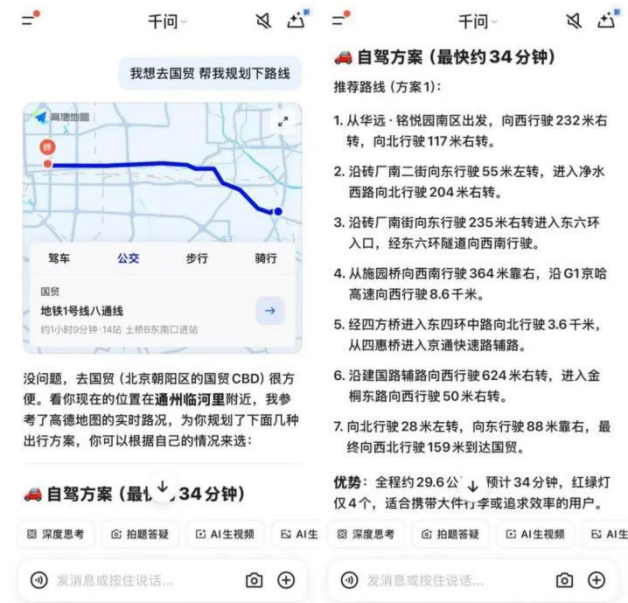 千问
我想去国贸 帮我规划下路线
高德地图
终
驾车 公交 步行 骑行
国贸
地铁1号线八通线
约1小时9分钟·14站 土桥B东南口进站
没问题，去国贸（北京朝阳区的国贸CBD）很方
便。看你现在的位置在通州临河里附近，我参
考了高德地图的实时路况，为你规划了下面几种
出行方案，你可以根据自己的情况来选：
自驾方案（最 34分钟）
深度思考 拍题答疑 AI生视频 AI生
发消息或按住说话...
千问
自驾方案（最快约34分钟）
推荐路线（方案1）：
1. 从华远·铭悦园南区出发，向西行驶232米右
转，向北行驶117米右转。
2. 沿砖厂南二街向东行驶55米左转，进入净水
西路向北行驶204米右转。
3. 沿砖厂南街向东行驶235米右转进入东六环
入口，经东六环隧道向西南行驶。
4. 从施园桥向西南行驶364米靠右，沿G1京哈
高速向西行驶8.6千米。
5. 经四方桥进入东四环中路向北行驶3.6千米，
从四惠桥进入京通快速路辅路。
6. 沿建国路辅路向西行驶624米右转，进入金
桐东路向西行驶50米右转。
7. 向北行驶28米左转，向东行驶88米靠右，最
终向西北行驶159米到达国贸。
优势：全程约29.6公 预计34分钟，红绿灯
仅4个，适合携带大件行李或追求效率的用户。
深度思考 拍题答疑 AI生视频 AI生
发消息或按住说话...